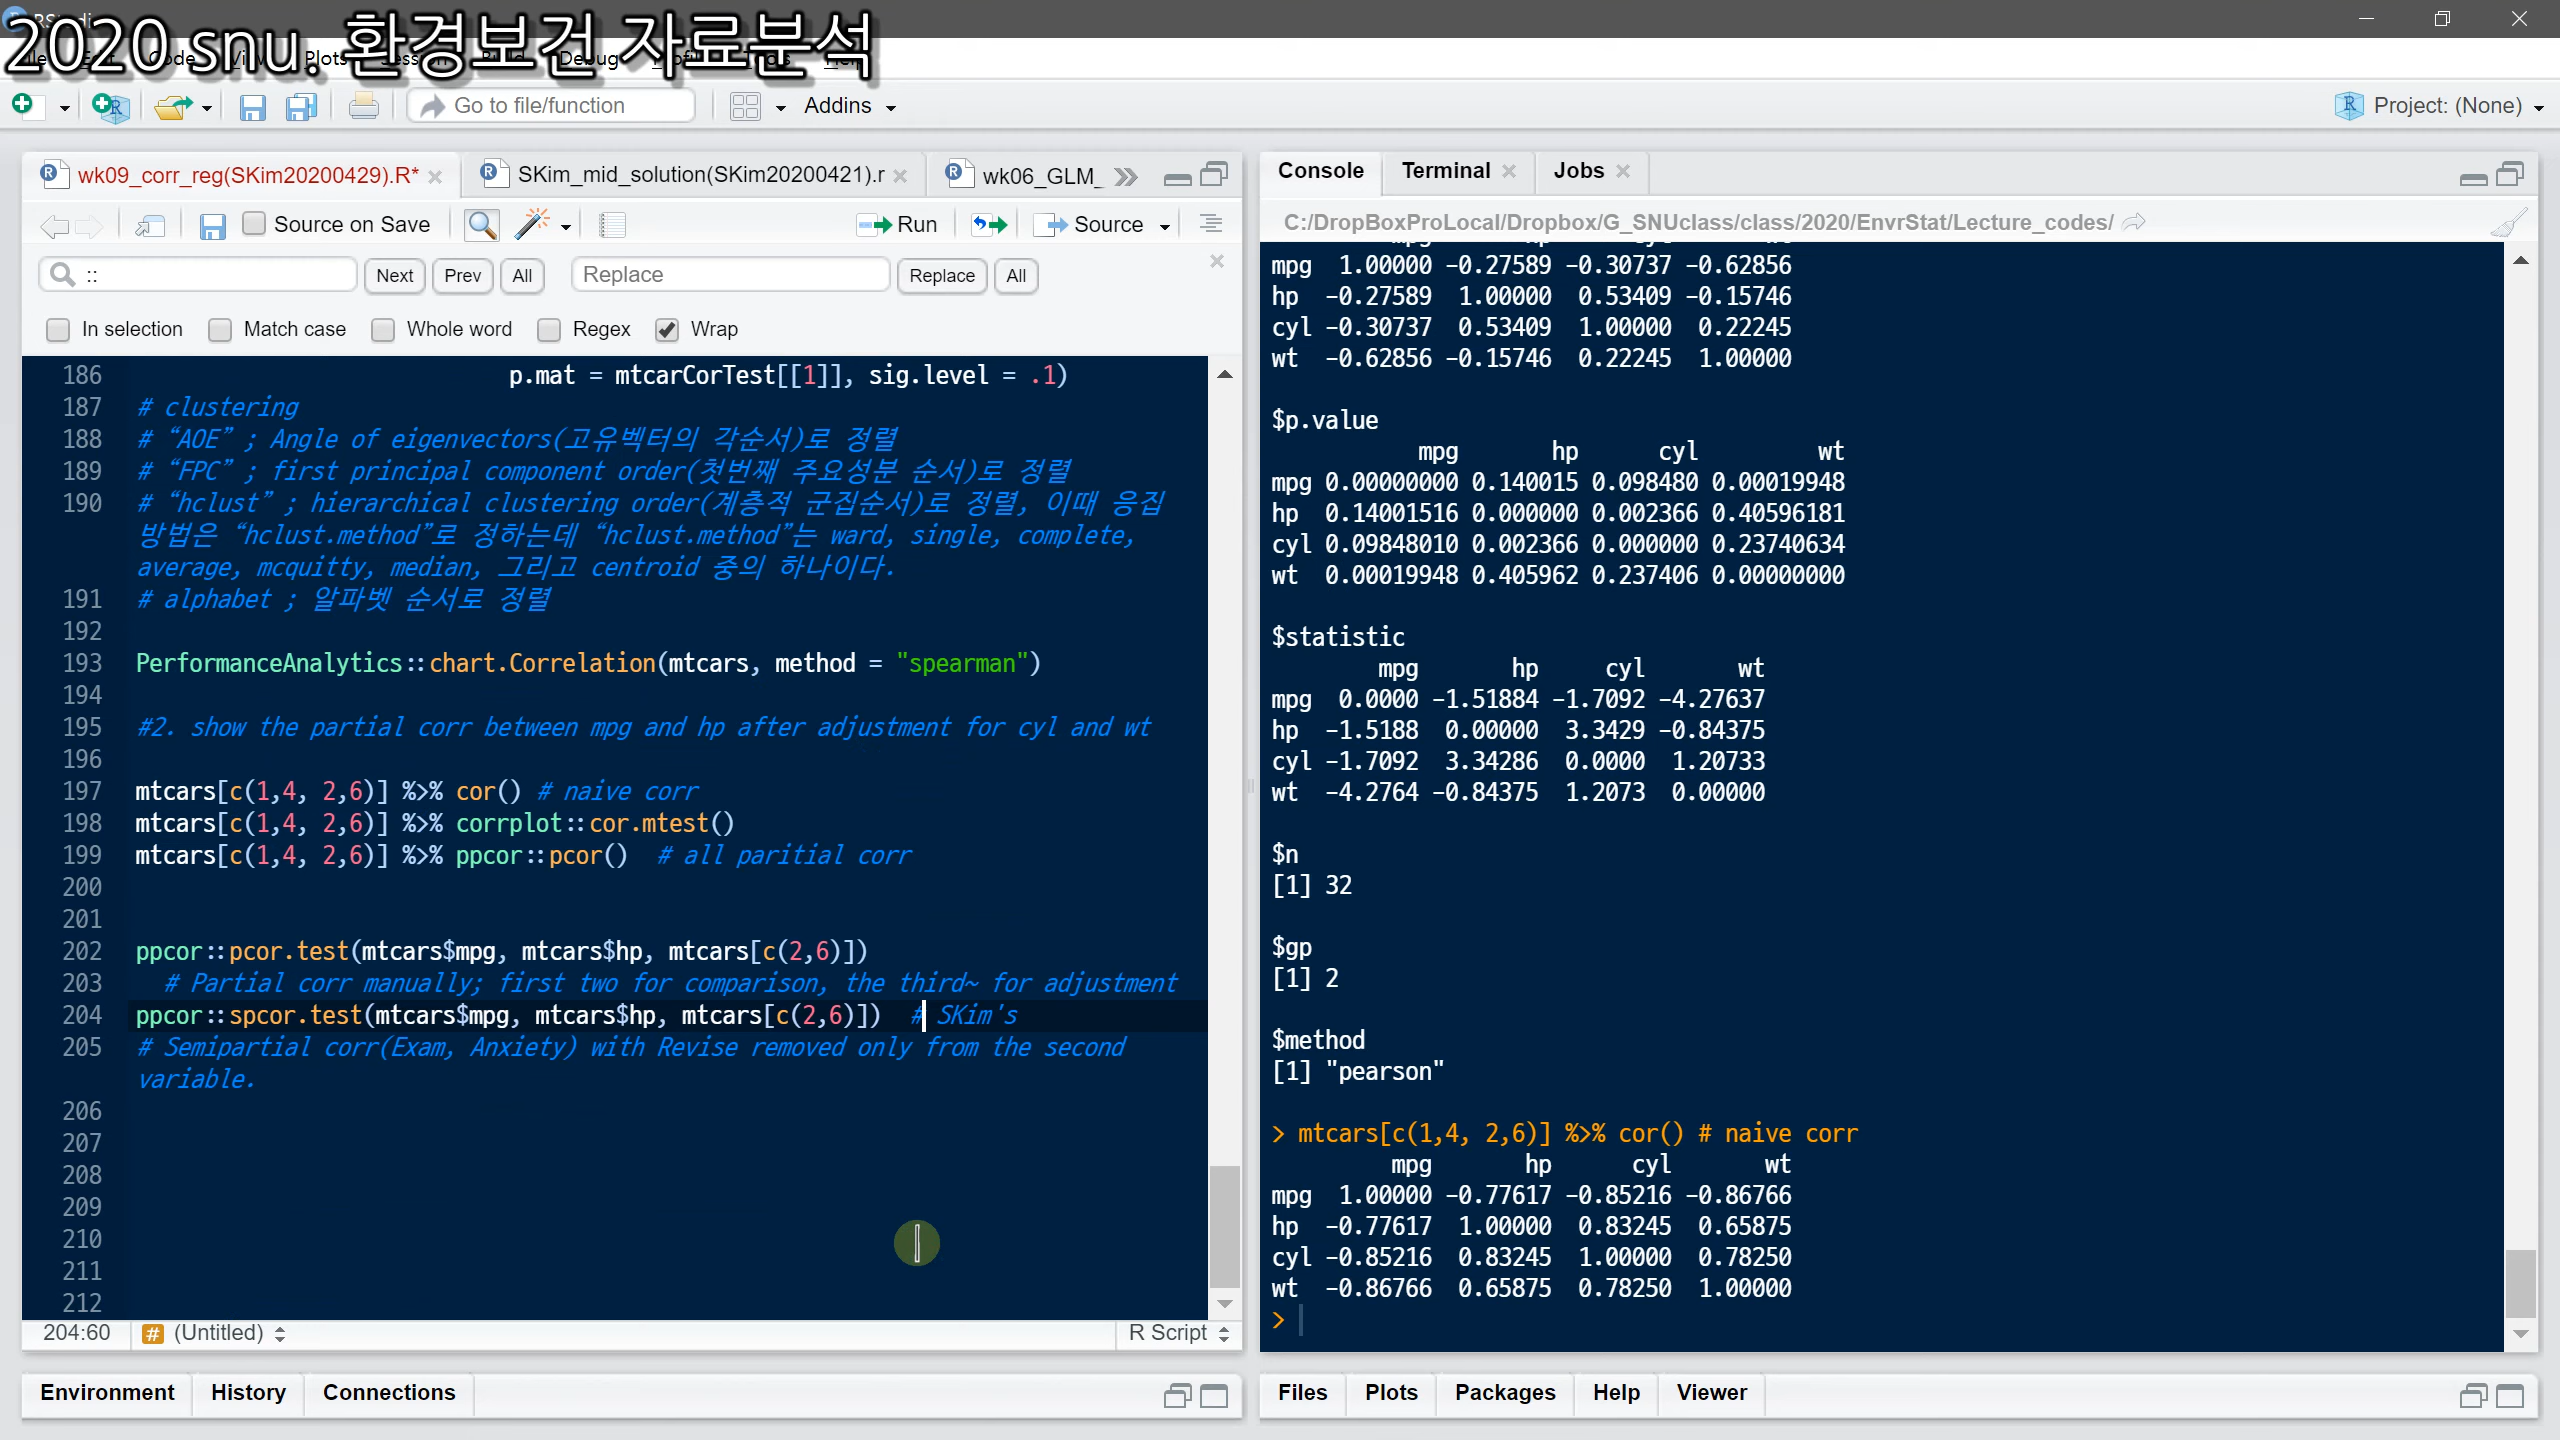 2020 snu. 환경보건 자료분석
Go to file/function
Addins
Project: (None)
wk09_corr_reg(SKim20200429).R*
SKim_mid_solution(SKim20200421).r
wk06_GLM_
Source on Save
Run
Source
::
Next
Prev
All
Replace
Replace
All
In selection
Match case
Whole word
Regex
Wrap
186 p.mat = mtcarCorTest[[1]], sig.level = .1)
187 # clustering
188 # “AOE” ; Angle of eigenvectors(고유벡터의 각순서)로 정렬
189 # “FPC” ; first principal component order(첫번째 주요성분 순서)로 정렬
190 # “hclust” ; hierarchical clustering order(계층적 군집순서)로 정렬, 이때 응집
방법은 “hclust.method”로 정하는데 “hclust.method”는 ward, single, complete,
average, mcquitty, median, 그리고 centroid 중의 하나이다.
191 # alphabet ; 알파벳 순서로 정렬
192
193 PerformanceAnalytics::chart.Correlation(mtcars, method = "spearman")
194
195 #2. show the partial corr between mpg and hp after adjustment for cyl and wt
196
197 mtcars[c(1,4, 2,6)] %>% cor() # naive corr
198 mtcars[c(1,4, 2,6)] %>% corrplot::cor.mtest()
199 mtcars[c(1,4, 2,6)] %>% ppcor::pcor() # all paritial corr
200
201
202 ppcor::pcor.test(mtcars$mpg, mtcars$hp, mtcars[c(2,6)])
203 # Partial corr manually; first two for comparison, the third~ for adjustment
204 ppcor::spcor.test(mtcars$mpg, mtcars$hp, mtcars[c(2,6)]) # SKim's
205 # Semipartial corr(Exam, Anxiety) with Revise removed only from the second
variable.
206
207
208
209
210
211
212
204:60
(Untitled)
R Script
Environment
History
Connections
Console
Terminal
Jobs
C:/DropBoxProLocal/Dropbox/G_SNUclass/class/2020/EnvrStat/Lecture_codes/
mpg 1.00000 -0.27589 -0.30737 -0.62856
hp -0.27589 1.00000 0.53409 -0.15746
cyl -0.30737 0.53409 1.00000 0.22245
wt -0.62856 -0.15746 0.22245 1.00000
$p.value
mpg hp cyl wt
mpg 0.00000000 0.140015 0.098480 0.00019948
hp 0.14001516 0.000000 0.002366 0.40596181
cyl 0.09848010 0.002366 0.000000 0.23740634
wt 0.00019948 0.405962 0.237406 0.00000000
$statistic
mpg hp cyl wt
mpg 0.0000 -1.51884 -1.7092 -4.27637
hp -1.5188 0.00000 3.3429 -0.84375
cyl -1.7092 3.34286 0.0000 1.20733
wt -4.2764 -0.84375 1.2073 0.00000
$n
[1] 32
$gp
[1] 2
$method
[1] "pearson"
> mtcars[c(1,4, 2,6)] %>% cor() # naive corr
mpg hp cyl wt
mpg 1.00000 -0.77617 -0.85216 -0.86766
hp -0.77617 1.00000 0.83245 0.65875
cyl -0.85216 0.83245 1.00000 0.78250
wt -0.86766 0.65875 0.78250 1.00000
>
Files
Plots
Packages
Help
Viewer